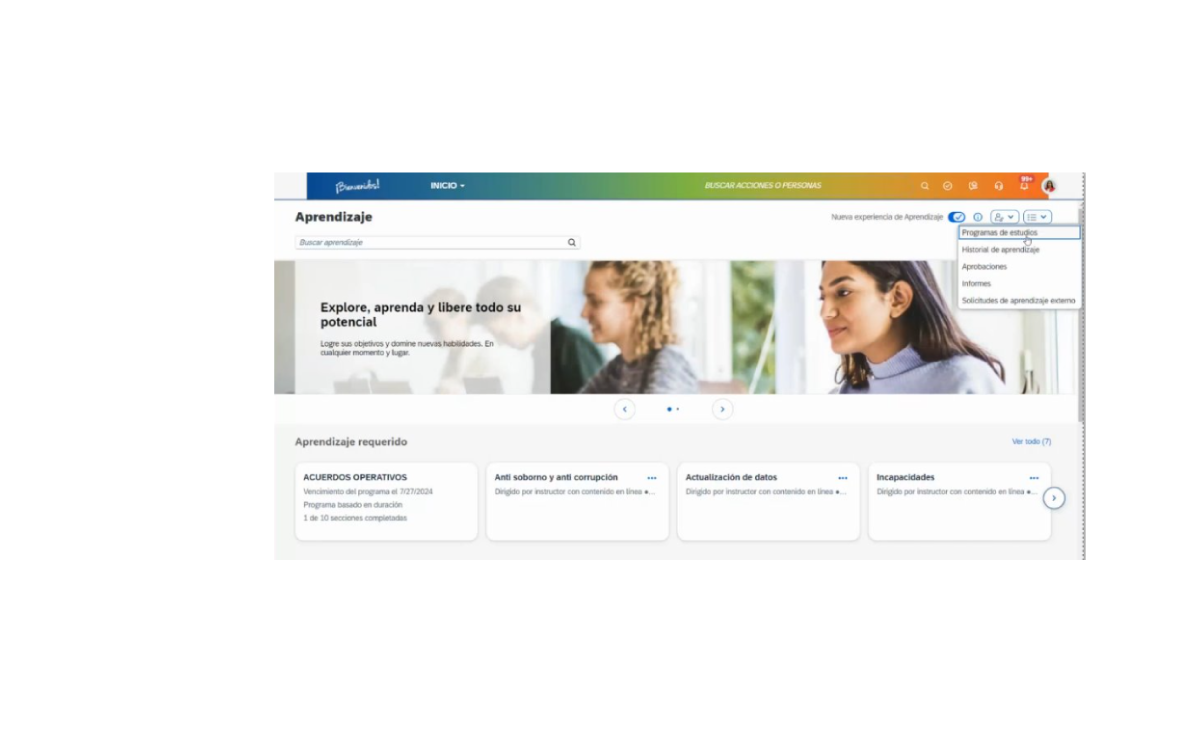 ¡Bienvenidos!
INICIO
BUSCAR ACCIONES O PERSONAS
99+
Aprendizaje
Nueva experiencia de Aprendizaje
Buscar aprendizaje
Programas de estudios
Historial de aprendizaje
Aprobaciones
Informes
Solicitudes de aprendizaje externo
Explore, aprenda y libere todo su
potencial
Logre sus objetivos y domine nuevas habilidades. En
cualquier momento y lugar.
Aprendizaje requerido
Ver todo (7)
ACUERDOS OPERATIVOS
Vencimiento del programa el 7/27/2024
Programa basado en duración
1 de 10 secciones completadas
Anti soborno y anti corrupción
Dirigido por instructor con contenido en línea ●...
Actualización de datos
Dirigido por instructor con contenido en línea ●...
Incapacidades
Dirigido por instructor con contenido en línea ●...